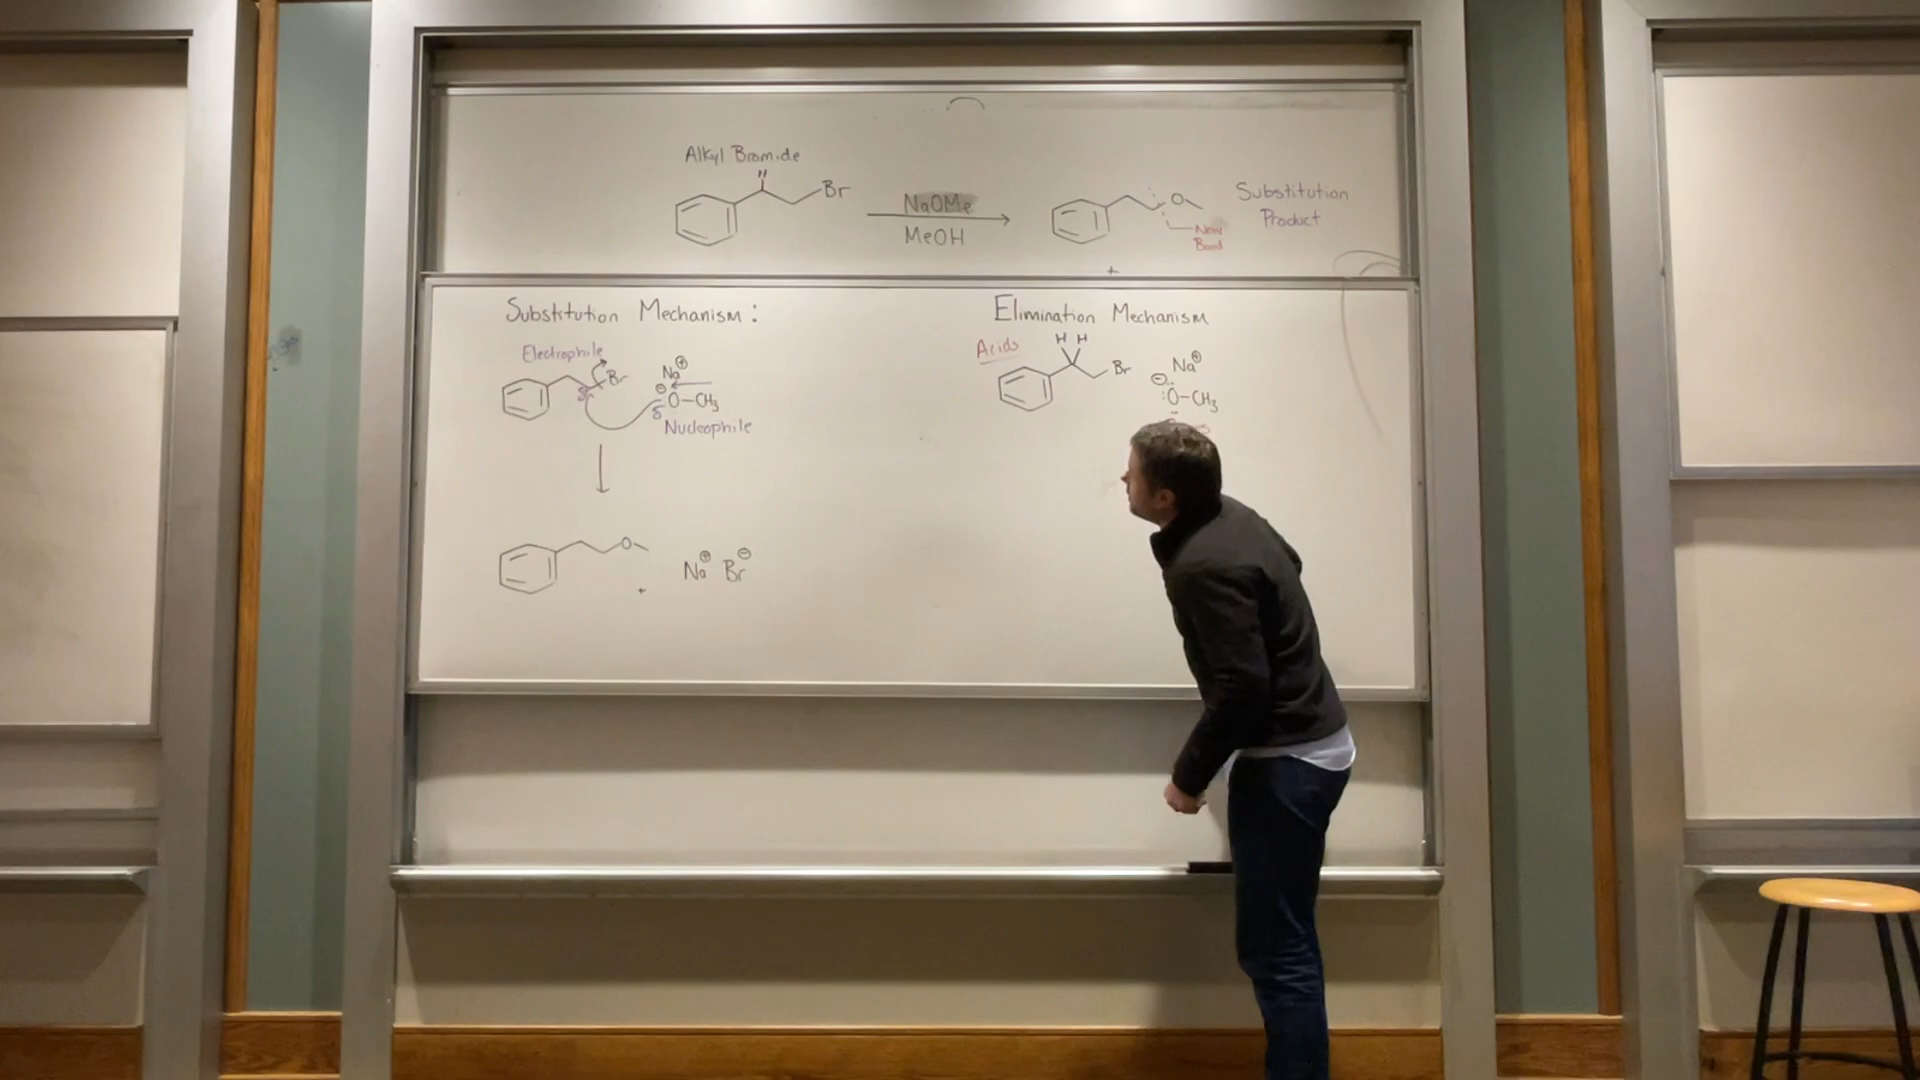 Alkyl Bromide
H
Br
NaOMe
MeOH
O
New
Bond
Substitution
Product
+
Substitution Mechanism:
Electrophile
Br
δ
Na⊕
⊖
O-CH3
δ
Nucleophile
O
+
Na⊕ Br⊖
Elimination Mechanism
Acids
H H
Br
Na⊕
⊖
:O-CH3